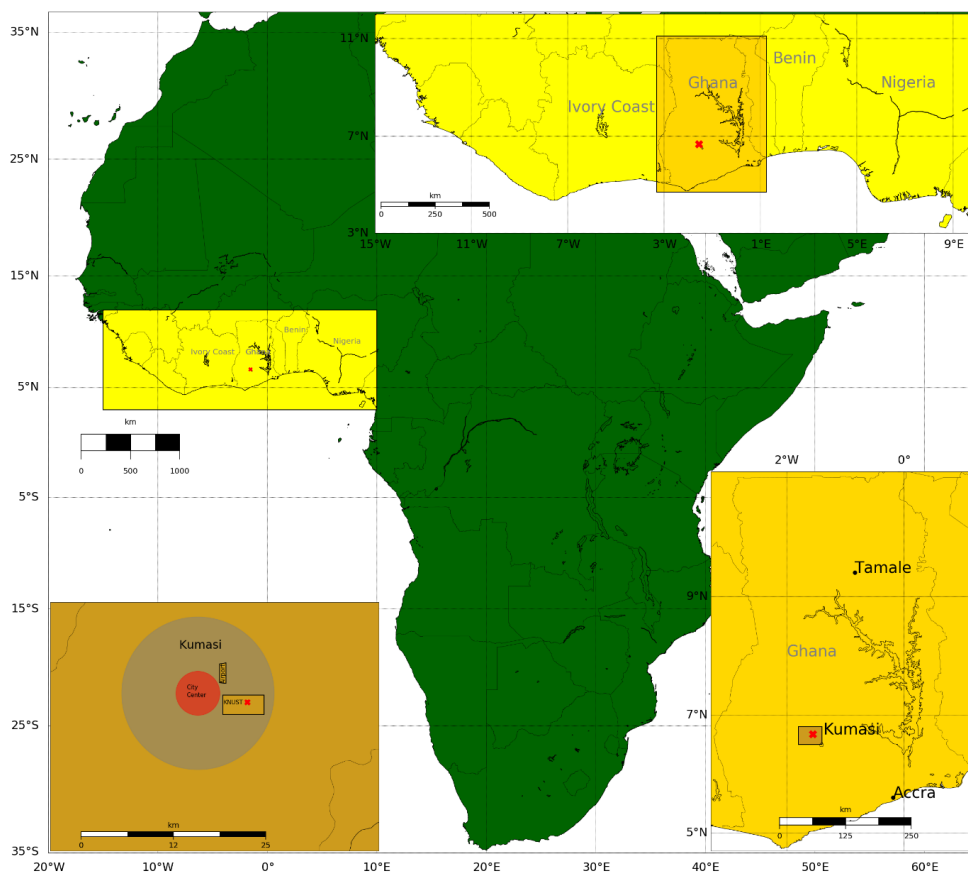 35°N
11°N
Benin
Ivory Coast
Ghana
Nigeria
7°N
25°N
km
0 250 500
3°N
15°W 7°W 3°W 1°E 5°E 9°E
15°N
Benin
Ivory Coast
Ghana
Nigeria
5°N
km
0 500 1000
2°W 0°
5°S
Tamale
9°N
15°S
Ghana
Kumasi
City
Center
KNUST
7°N
Kumasi
25°S
Accra
km
0 12 25
km
0 125 250
5°N
35°S
20°W 10°W 0° 10°E 20°E 30°E 40°E 50°E 60°E